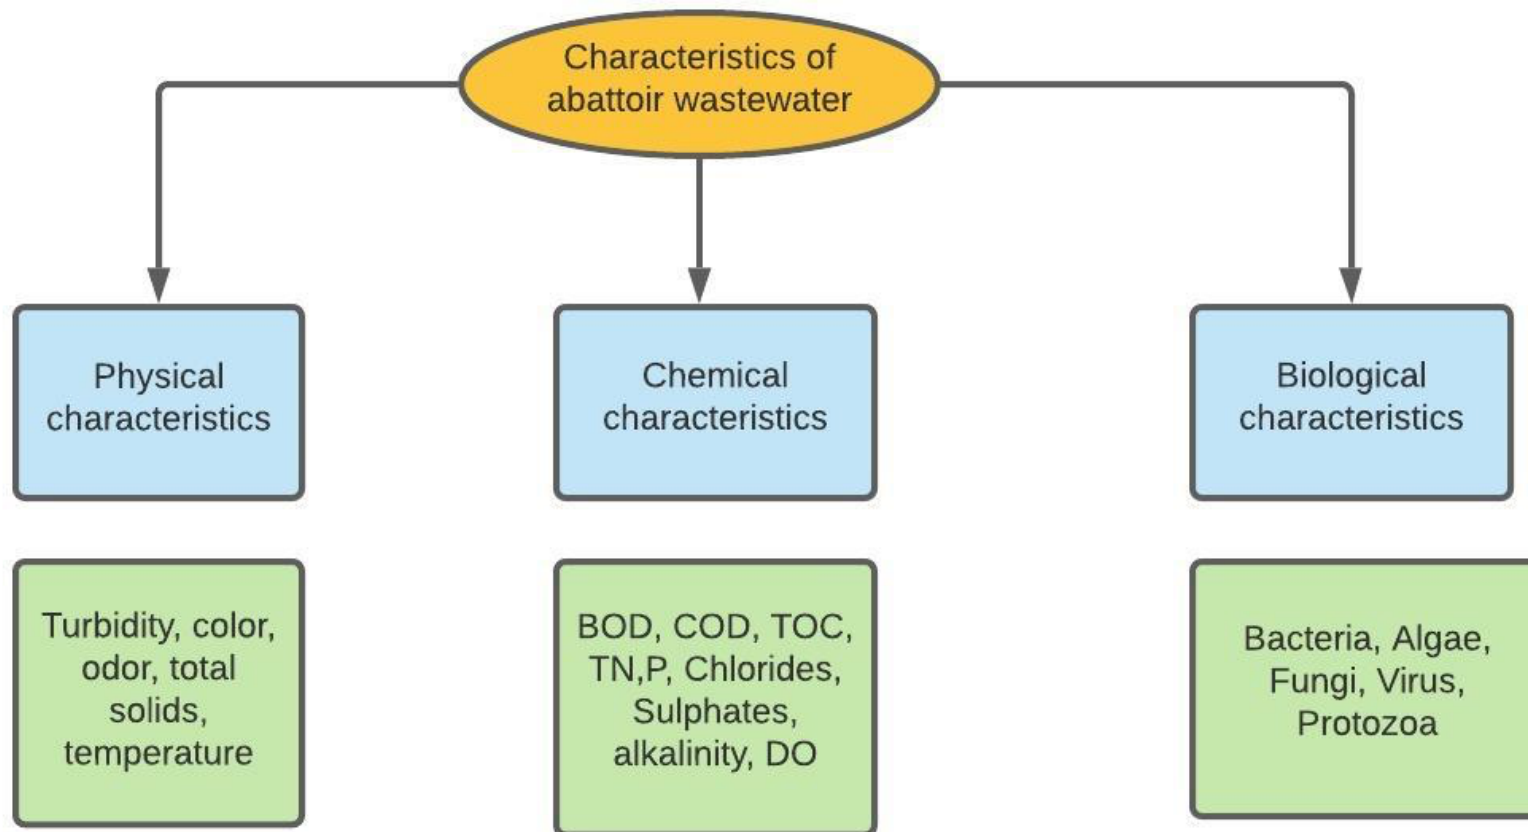 Characteristics of
abattoir wastewater
Physical
characteristics
Chemical
characteristics
Biological
characteristics
Turbidity, color,
odor, total
solids,
temperature
BOD, COD, TOC,
TN,P, Chlorides,
Sulphates,
alkalinity, DO
Bacteria, Algae,
Fungi, Virus,
Protozoa